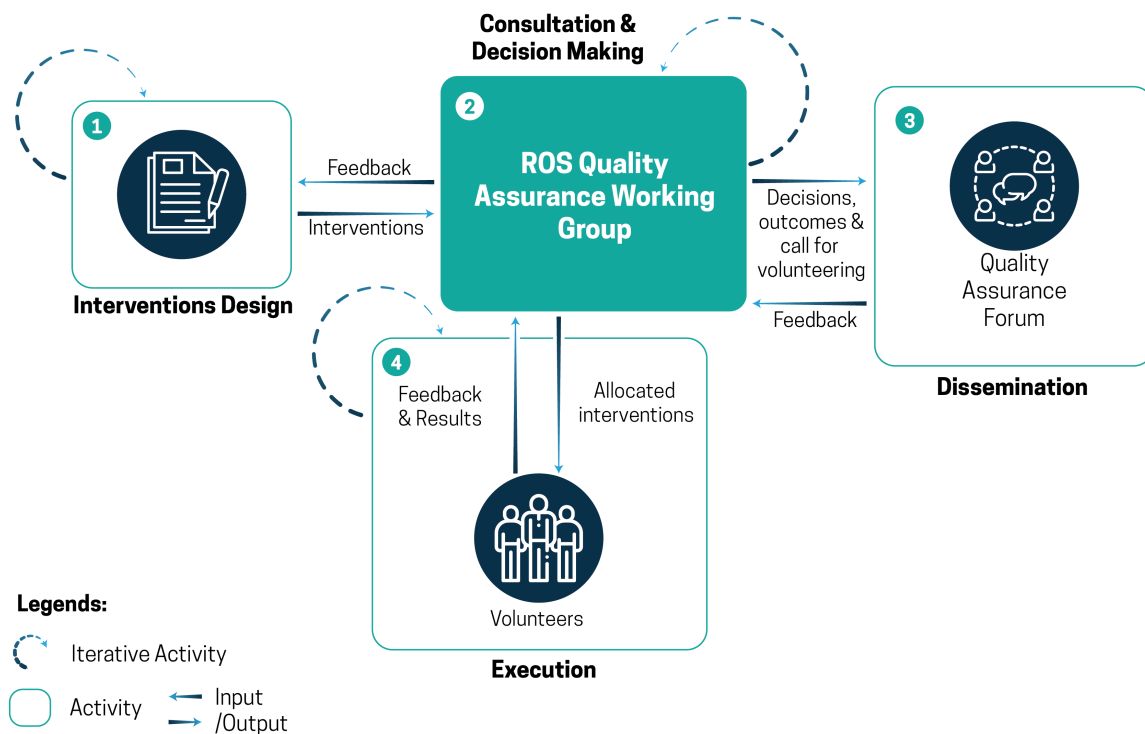 Consultation &
Decision Making
1
2
3
ROS Quality
Assurance Working
Group
Feedback
Interventions
Interventions Design
Decisions,
outcomes &
call for
volunteering
Feedback
Quality
Assurance
Forum
Dissemination
4
Feedback
& Results
Allocated
interventions
Volunteers
Execution
Legends:
Iterative Activity
Activity
Input
/Output